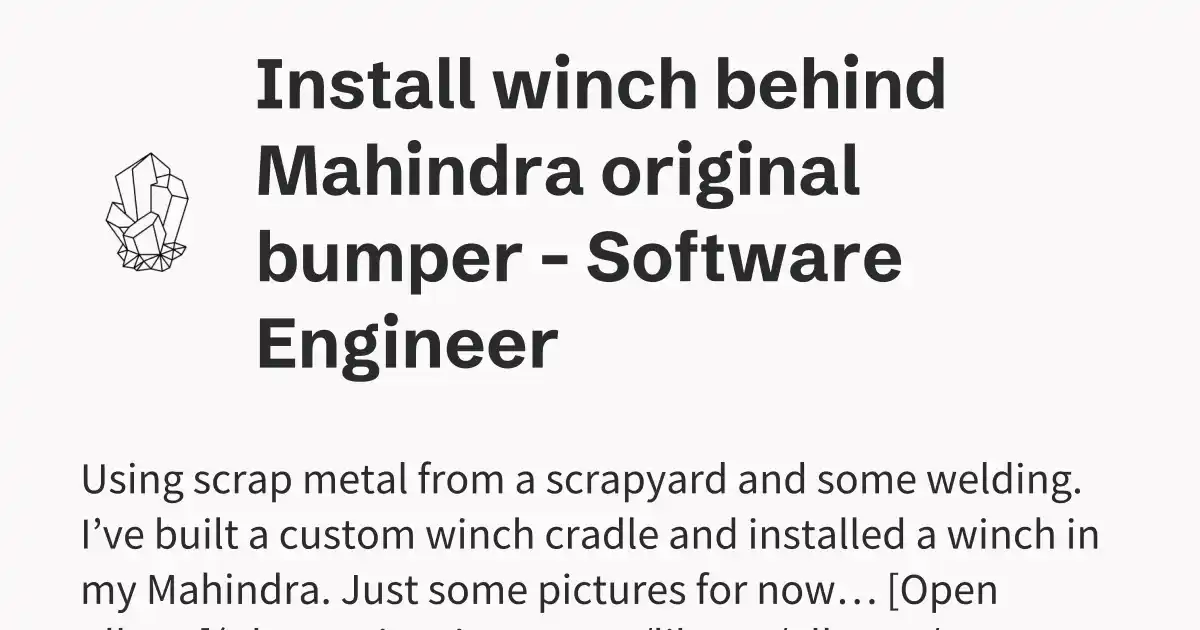 Install winch behind
Mahindra original
bumper - Software
Engineer
Using scrap metal from a scrapyard and some welding.
I’ve built a custom winch cradle and installed a winch in
my Mahindra. Just some pictures for now… [Open